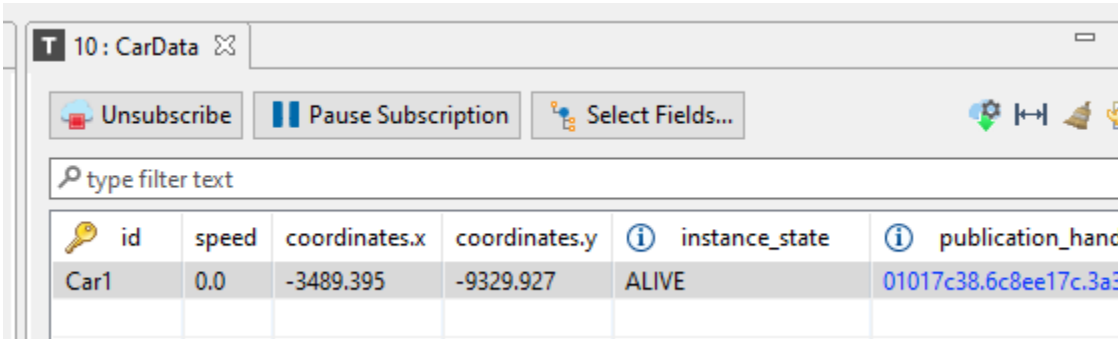 T 10 : CarData
Unsubscribe Pause Subscription Select Fields...
type filter text
id speed coordinates.x coordinates.y i instance_state i publication_hand
Car1 0.0 -3489.395 -9329.927 ALIVE 01017c38.6c8ee17c.3a3